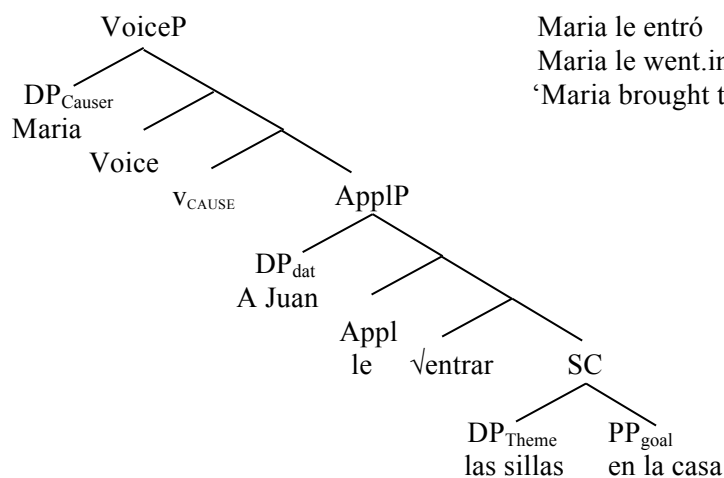 VoiceP
Maria le entró
Maria le went.in
‘Maria brought t
DP_Causer
Maria
Voice
v_CAUSE
ApplP
DP_dat
A Juan
Appl
le
√entrar
SC
DP_Theme
PP_goal
las sillas
en la casa